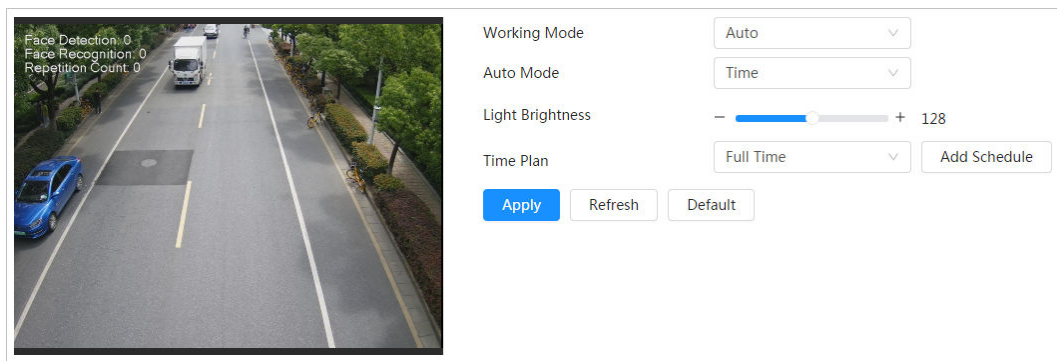 Face Detection: 0
Face Recognition: 0
Repetition Count: 0
Working Mode Auto
Auto Mode Time
Light Brightness − + 128
Time Plan Full Time Add Schedule
Apply Refresh Default